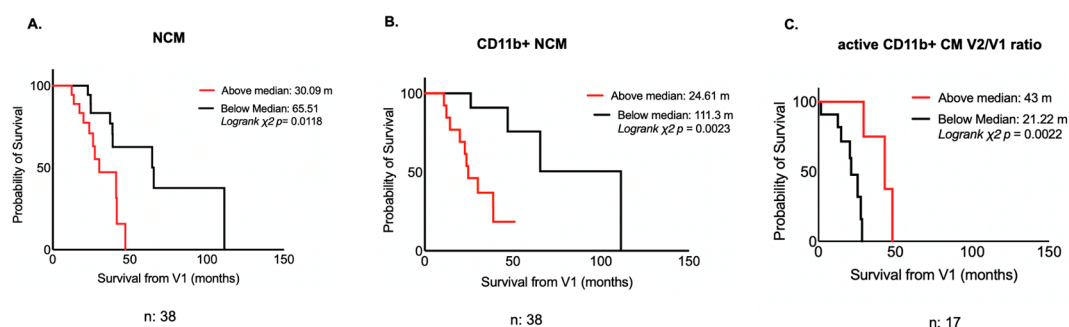 A.
NCM
Above median: 30.09 m
Below Median: 65.51
Logrank χ2 p= 0.0118
Probability of Survival
100
50
0
0 50 100 150
Survival from V1 (months)
n: 38
B.
CD11b+ NCM
Above median: 24.61 m
Below Median: 111.3 m
Logrank χ2 p = 0.0023
Probability of Survival
100
50
0
0 50 100 150
Survival from V1 (months)
n: 38
C.
active CD11b+ CM V2/V1 ratio
Above median: 43 m
Below Median: 21.22 m
Logrank χ2 p = 0.0022
Probability of Survival
100
50
0
0 50 100 150
Survival from V1 (months)
n: 17